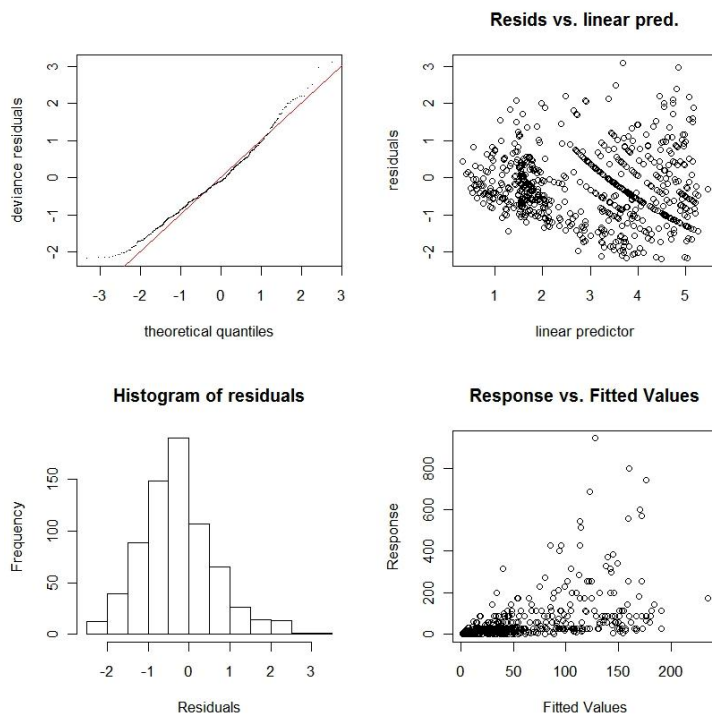 deviance residuals
3
2
1
0
-1
-2
-3 -2 -1 0 1 2 3
theoretical quantiles
Resids vs. linear pred.
residuals
3
2
1
0
-1
-2
1 2 3 4 5
linear predictor
Histogram of residuals
Frequency
150
100
50
0
-2 -1 0 1 2 3
Residuals
Response vs. Fitted Values
Response
800
600
400
200
0
0 50 100 150 200
Fitted Values